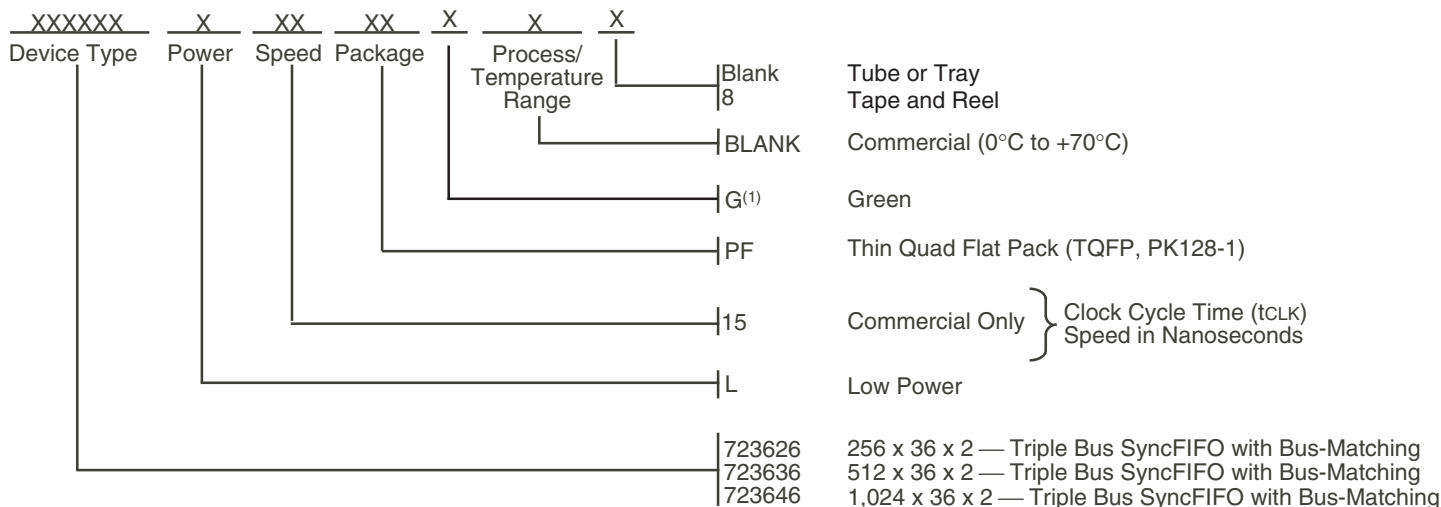 XXXXXX X XX XX X X X
Device Type Power Speed Package Process/
Temperature
Range
Blank Tube or Tray
8 Tape and Reel
BLANK Commercial (0°C to +70°C)
G(1) Green
PF Thin Quad Flat Pack (TQFP, PK128-1)
15 Commercial Only Clock Cycle Time (tCLK)
Speed in Nanoseconds
L Low Power
723626 256 x 36 x 2 — Triple Bus SyncFIFO with Bus-Matching
723636 512 x 36 x 2 — Triple Bus SyncFIFO with Bus-Matching
723646 1,024 x 36 x 2 — Triple Bus SyncFIFO with Bus-Matching